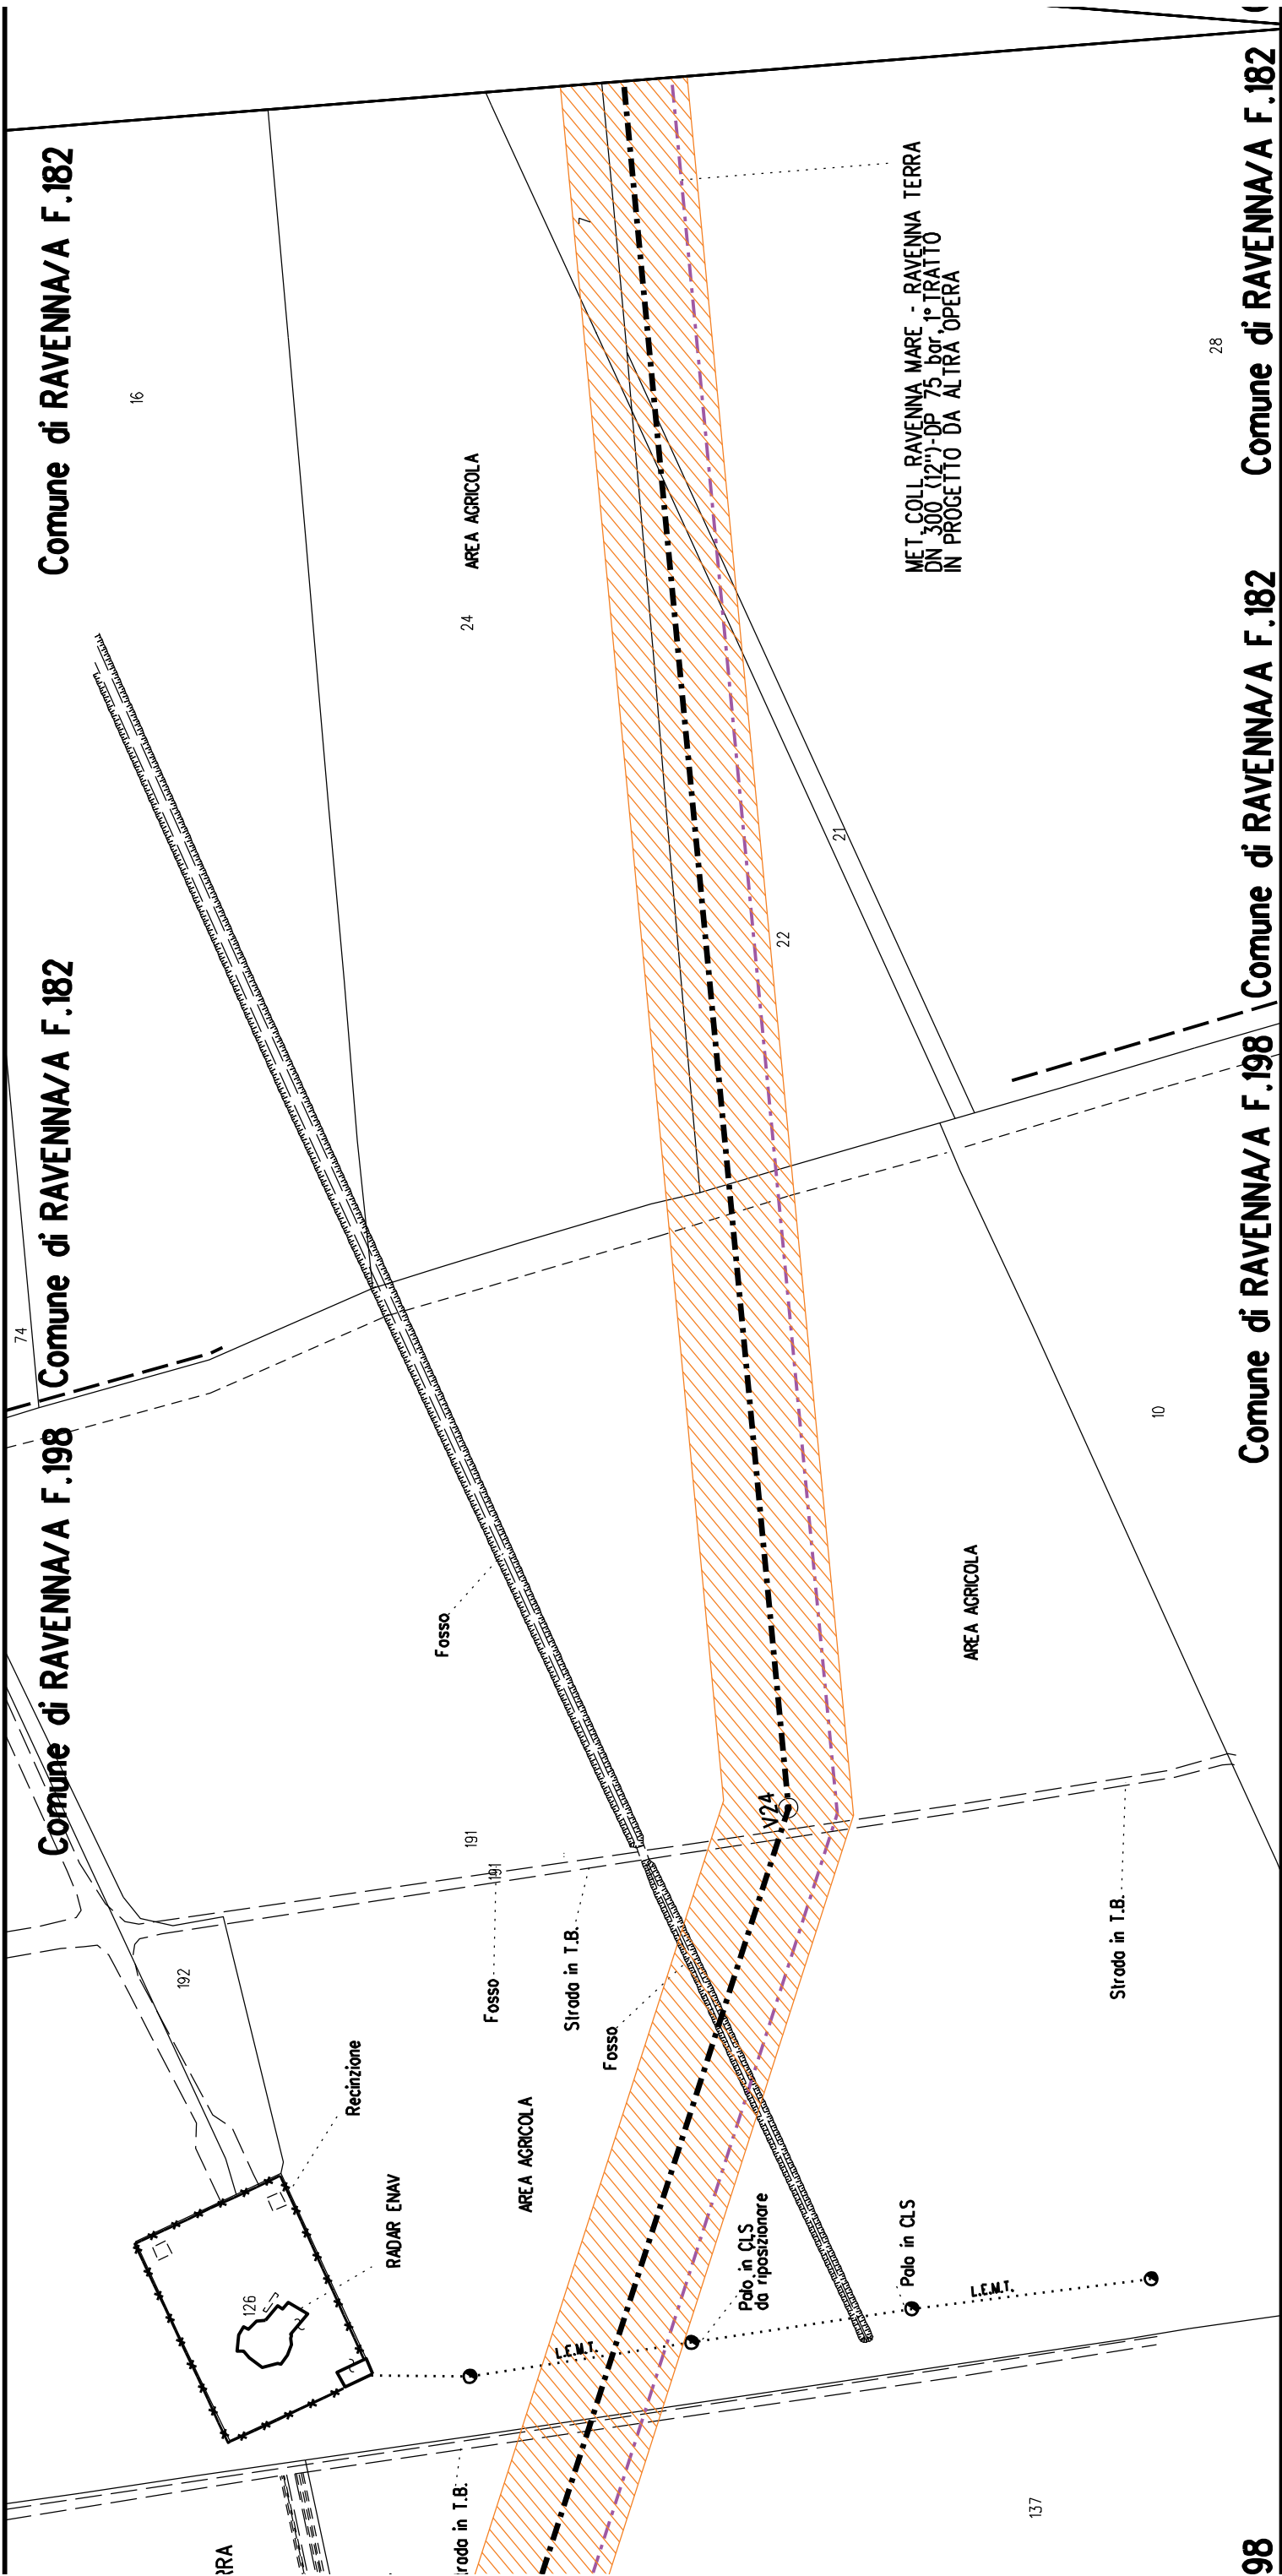 Comune di RAVENNA/A F.198
Comune di RAVENNA/A F.182
Comune di RAVENNA/A F.182
74
16
24
AREA AGRICOLA
7
MET. COLL. RAVENNA MARE - RAVENNA TERRA
DN 300 (12")-DP 75 bar, 1° TRATTO
IN PROGETTO DA ALTRA OPERA
28
21
22
10
Fosso
AREA AGRICOLA
V24
191
191
Fosso
Strada in T.B.
Fosso
Strada in T.B.
192
Recinzione
RADAR ENAV
126
AREA AGRICOLA
Palo in CLS
da riposizionare
Palo in CLS
L.E.M.T.
L.E.M.T.
rada in T.B.
RRA
137
98
Comune di RAVENNA/A F.198
Comune di RAVENNA/A F.182
Comune di RAVENNA/A F.182